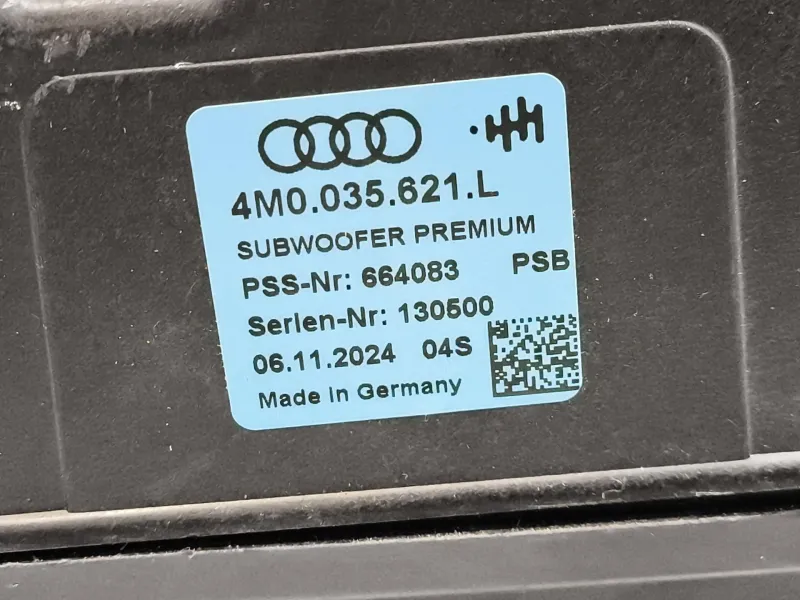 4M0.035.621.L
SUBWOOFER PREMIUM
PSS-Nr: 664083 PSB
Serien-Nr: 130500
06.11.2024 04S
Made in Germany